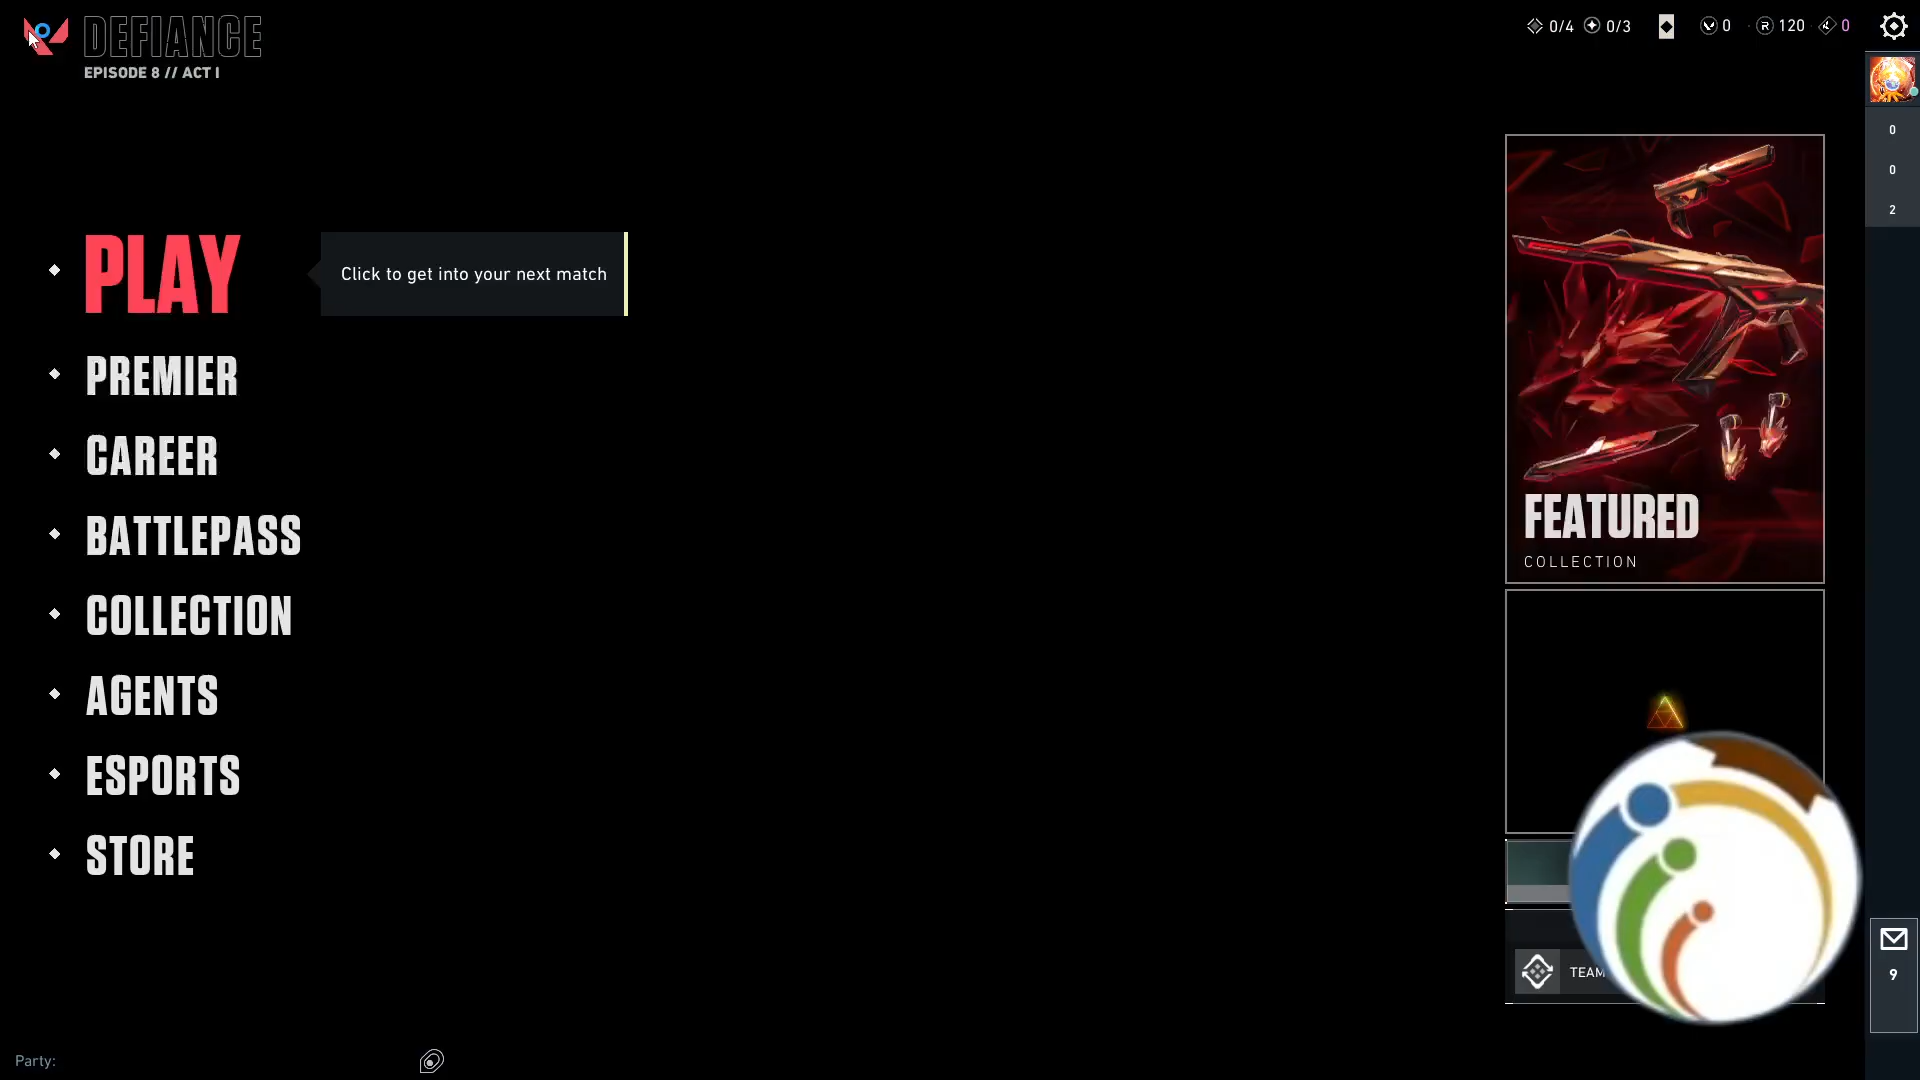 DEFIANCE
EPISODE 8 // ACT I
0/4 0/3 0 120 0
0
0
2
PLAY
Click to get into your next match
PREMIER
CAREER
BATTLEPASS
COLLECTION
AGENTS
ESPORTS
STORE
FEATURED
COLLECTION
TEAM
9
Party: